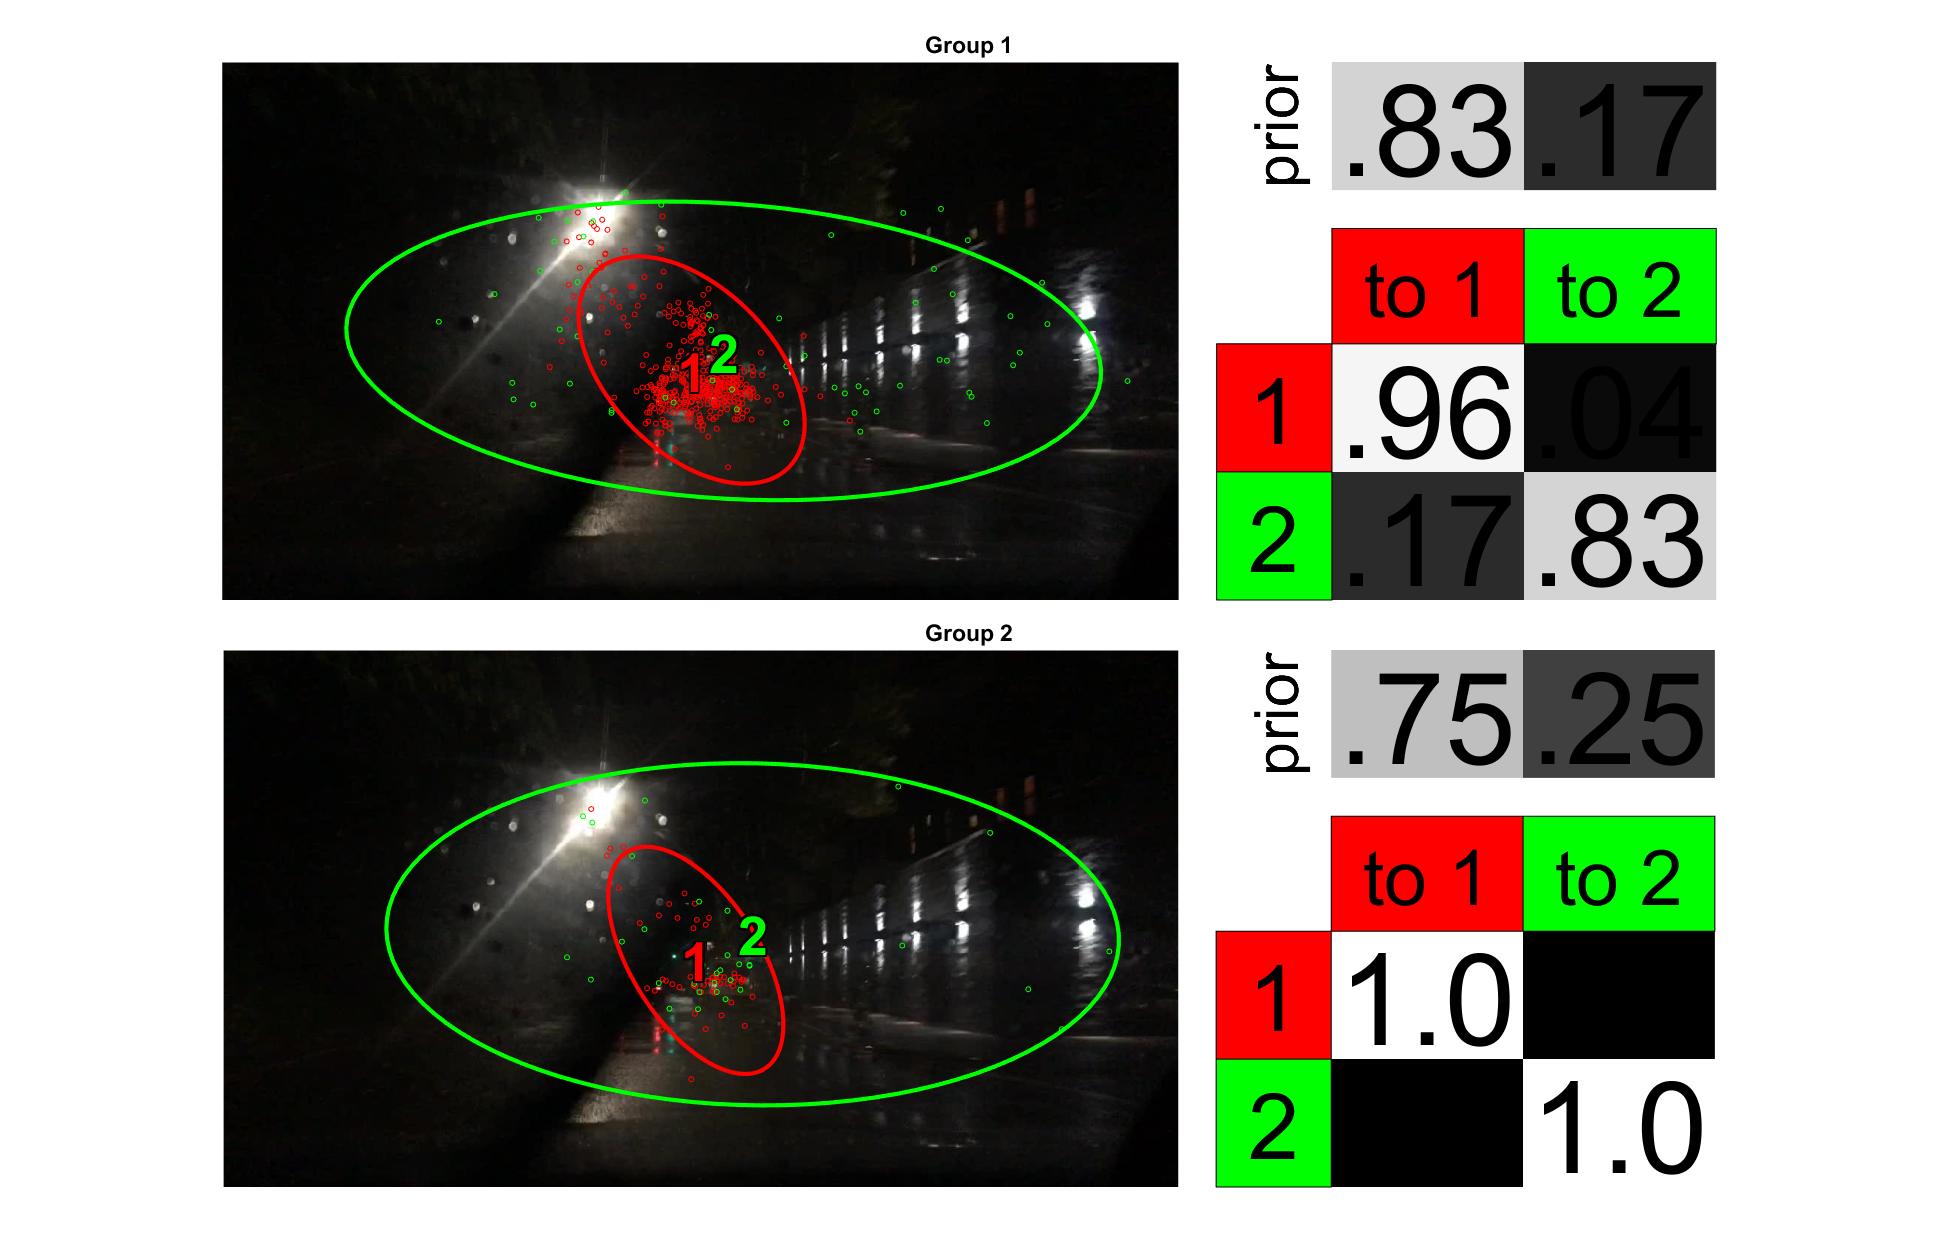 Group 1
prior
.83 .17
to 1 to 2
1 .96 .04
2 .17 .83
1 2
Group 2
prior
.75 .25
to 1 to 2
1 1.0
2 1.0
1 2